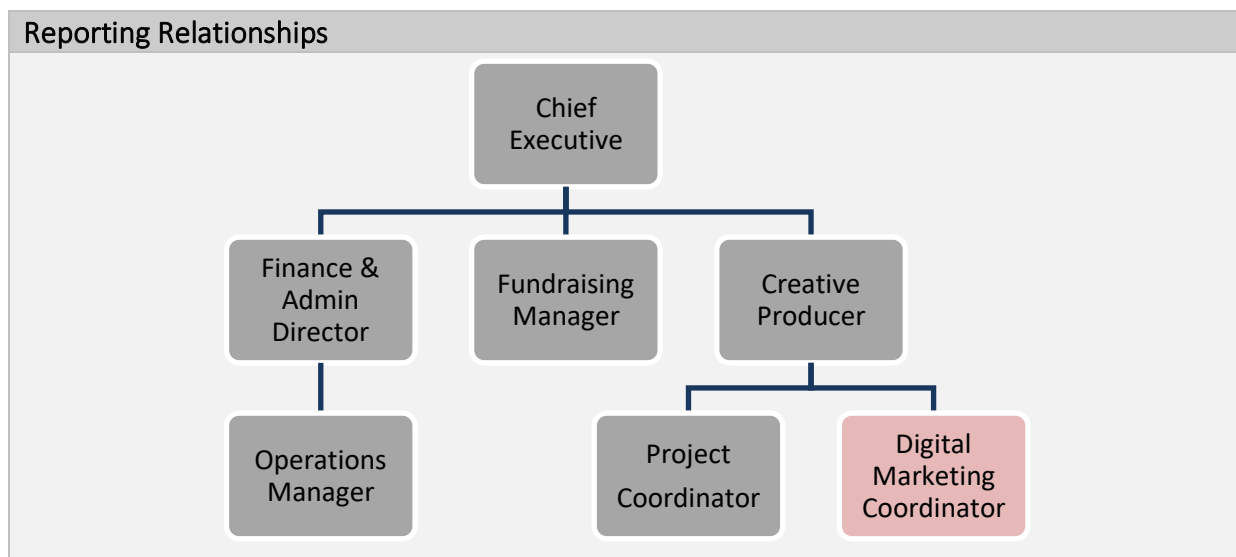 Reporting Relationships
Chief
Executive
Finance &
Admin
Director
Fundraising
Manager
Creative
Producer
Operations
Manager
Project
Coordinator
Digital
Marketing
Coordinator